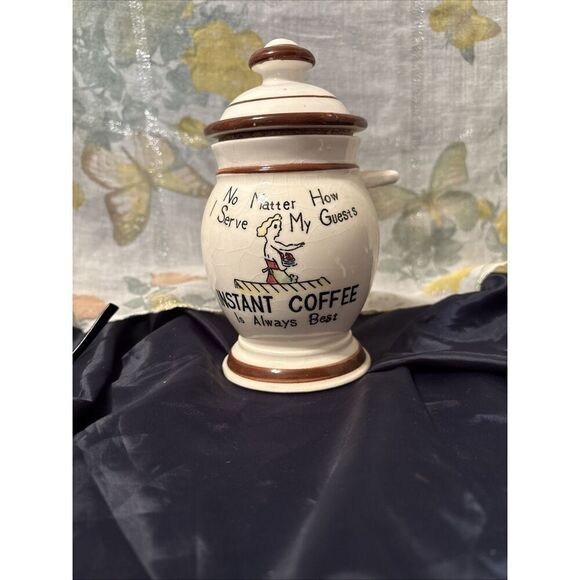 No Matter How
I Serve My Guests
INSTANT COFFEE
Is Always Best